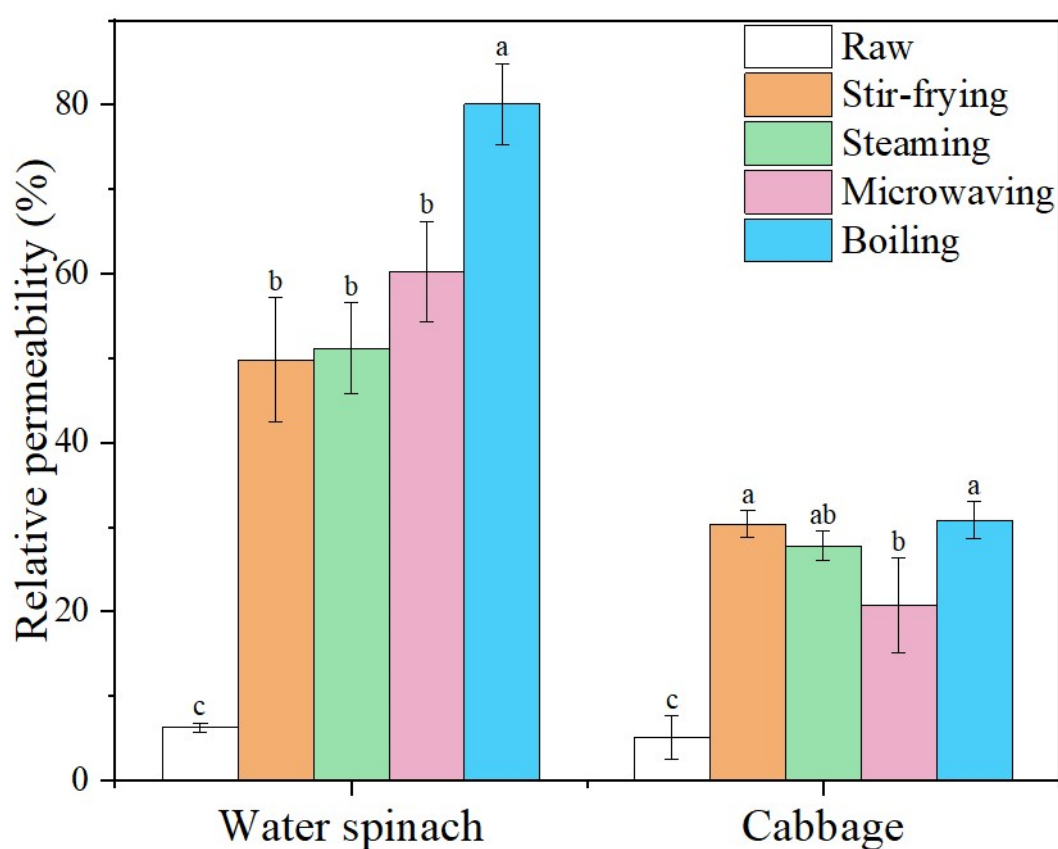 Relative permeability (%)
80
60
40
20
0
Raw
Stir-frying
Steaming
Microwaving
Boiling
c
b
b
b
a
c
a
ab
b
a
Water spinach
Cabbage